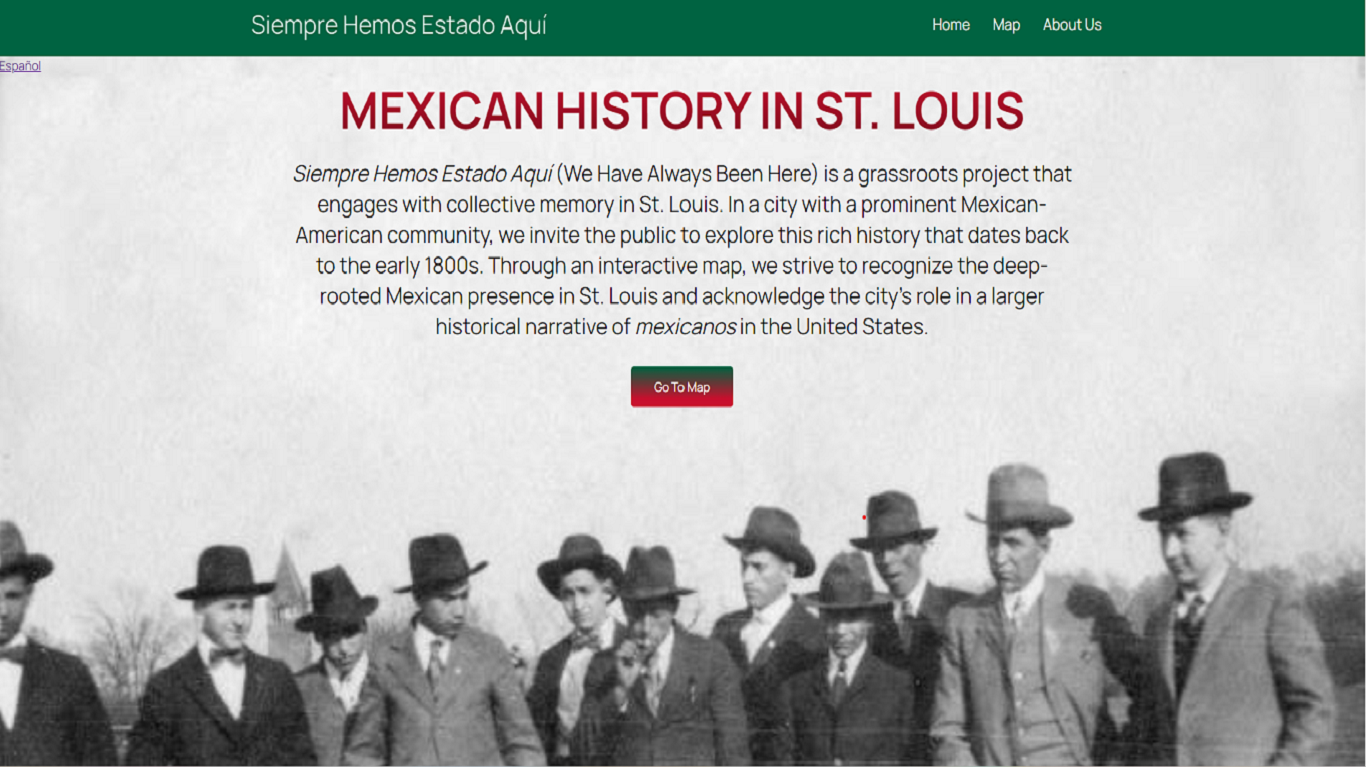 Siempre Hemos Estado Aquí
Home Map About Us
Español
MEXICAN HISTORY IN ST. LOUIS
Siempre Hemos Estado Aquí (We Have Always Been Here) is a grassroots project that
engages with collective memory in St. Louis. In a city with a prominent Mexican-
American community, we invite the public to explore this rich history that dates back
to the early 1800s. Through an interactive map, we strive to recognize the deep-
rooted Mexican presence in St. Louis and acknowledge the city's role in a larger
historical narrative of mexicanos in the United States.
Go To Map